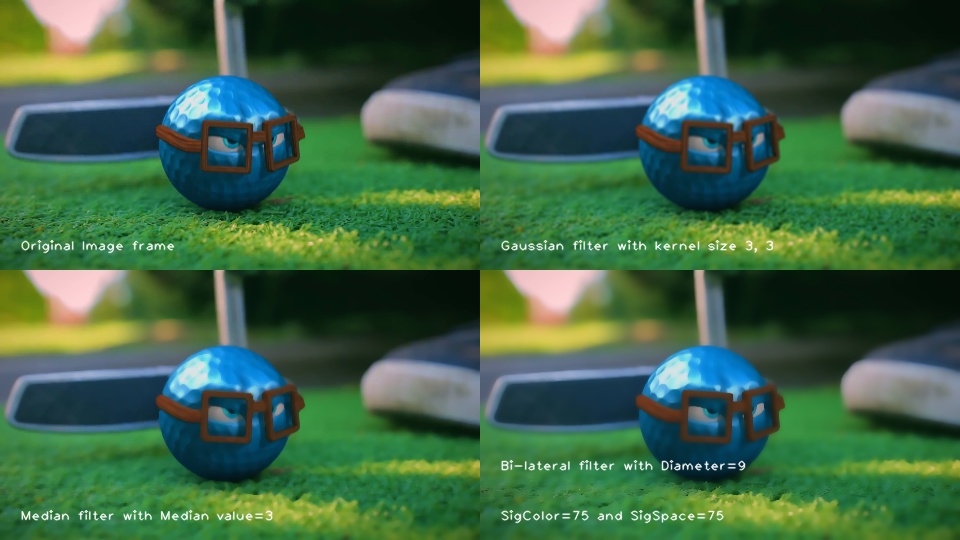 Original Image frame
Gaussian filter with kernel size 3, 3
Median filter with Median value=3
Bi-lateral filter with Diameter=9
SigColor=75 and SigSpace=75